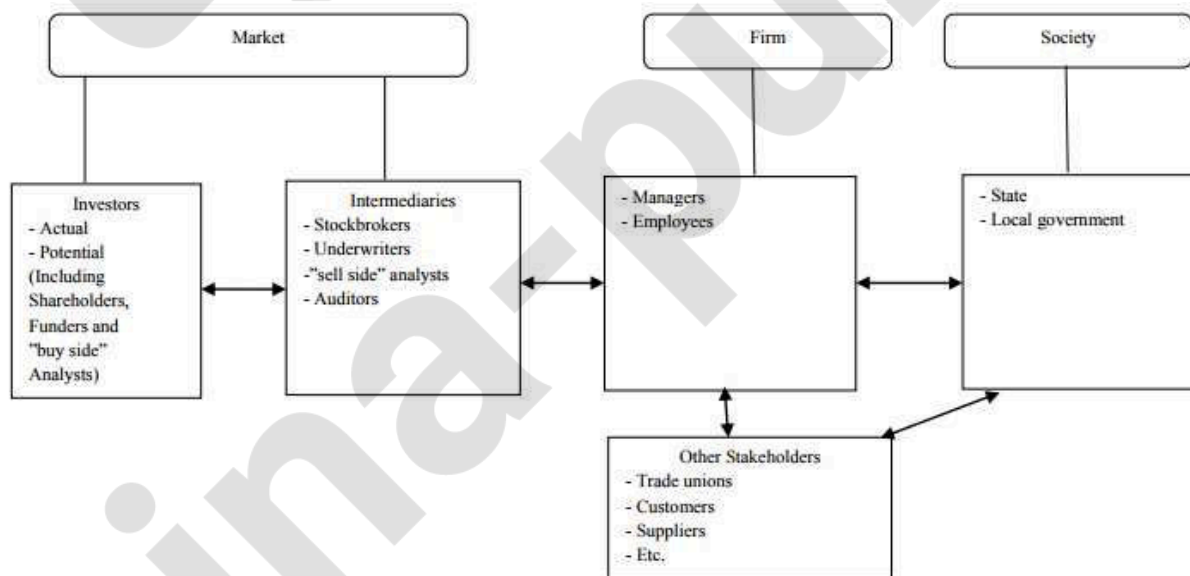 Market
Firm
Society
Investors
- Actual
- Potential
(Including
Shareholders,
Funders and
"buy side"
Analysts)
Intermediaries
- Stockbrokers
- Underwriters
-"sell side" analysts
- Auditors
- Managers
- Employees
- State
- Local government
Other Stakeholders
- Trade unions
- Customers
- Suppliers
- Etc.